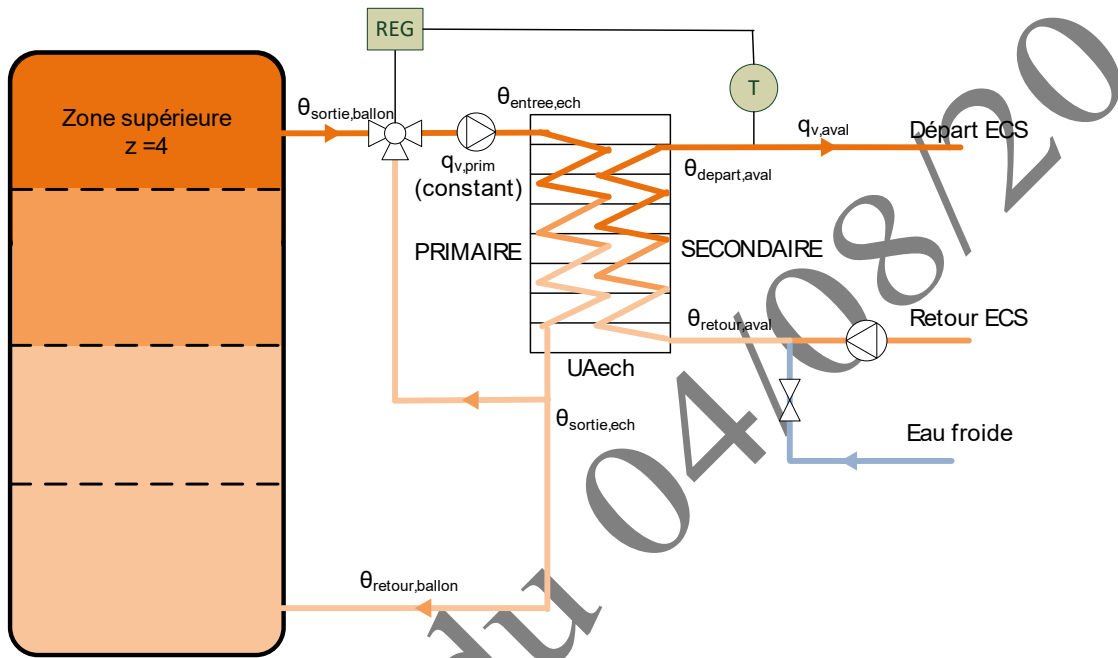 REG
T
Zone supérieure
z =4
θsortie,ballon
θentree,ech
qv,prim
(constant)
qv,aval
Départ ECS
θdepart,aval
PRIMAIRE
SECONDAIRE
θretour,aval
Retour ECS
UAech
θsortie,ech
Eau froide
θretour,ballon
du 04/08/20